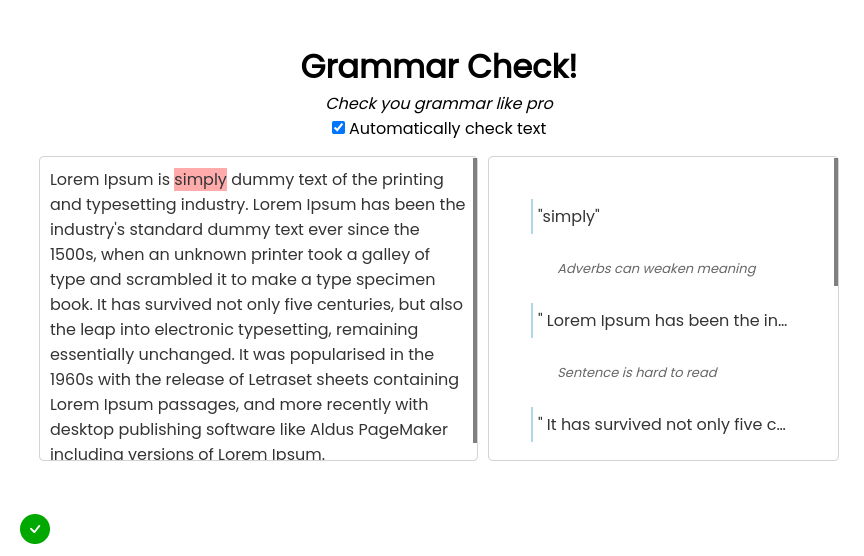 Grammar Check!
Check you grammar like pro
Automatically check text
Lorem Ipsum is simply dummy text of the printing
and typesetting industry. Lorem Ipsum has been the
industry's standard dummy text ever since the
1500s, when an unknown printer took a galley of
type and scrambled it to make a type specimen
book. It has survived not only five centuries, but also
the leap into electronic typesetting, remaining
essentially unchanged. It was popularised in the
1960s with the release of Letraset sheets containing
Lorem Ipsum passages, and more recently with
desktop publishing software like Aldus PageMaker
including versions of Lorem Ipsum.
"simply"
Adverbs can weaken meaning
" Lorem Ipsum has been the in...
Sentence is hard to read
" It has survived not only five c...